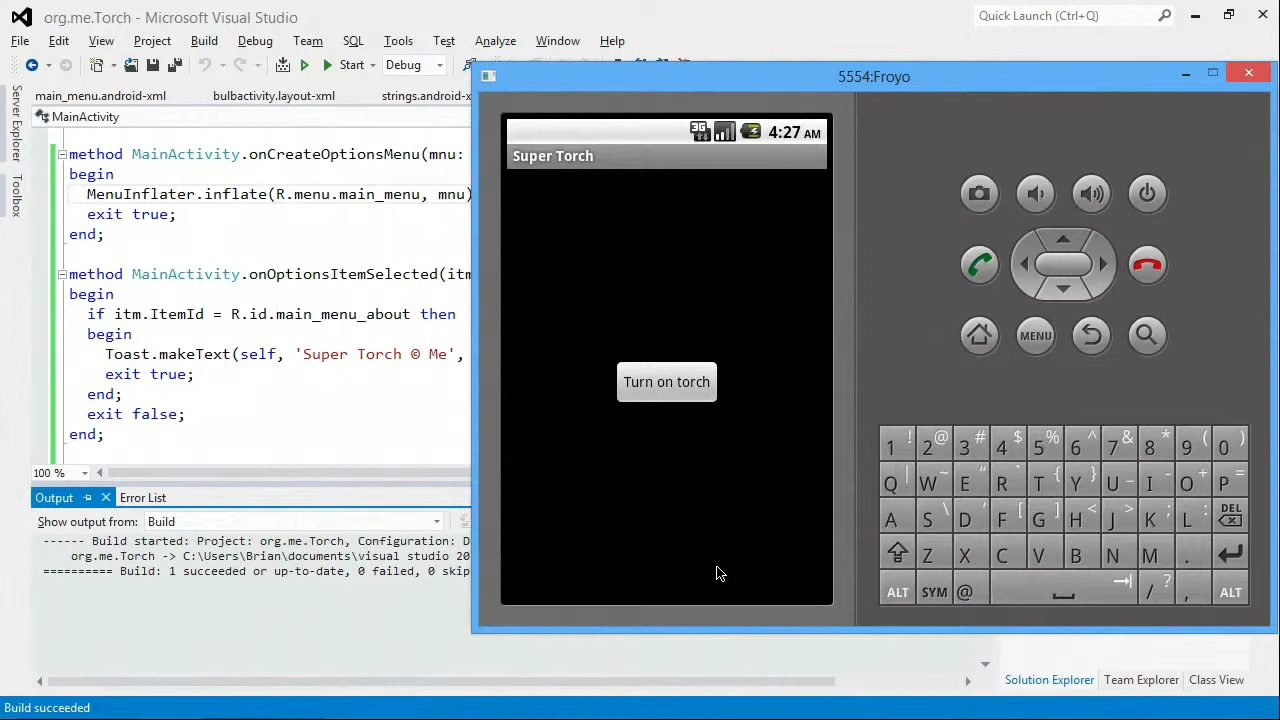 org.me.Torch - Microsoft Visual Studio
Quick Launch (Ctrl+Q)
File Edit View Project Build Debug Team SQL Tools Test Analyze Window Help
Start Debug
main_menu.android-xml bulbactivity.layout-xml strings.android-x
MainActivity
method MainActivity.onCreateOptionsMenu(mnu:
begin
MenuInflater.inflate(R.menu.main_menu, mnu)
exit true;
end;
method MainActivity.onOptionsItemSelected(itm
begin
if itm.ItemId = R.id.main_menu_about then
begin
Toast.makeText(self, 'Super Torch © Me',
exit true;
end;
exit false;
end;
100 %
Output Error List
Show output from: Build
------ Build started: Project: org.me.Torch, Configuration: D
org.me.Torch -> C:\Users\Brian\documents\visual studio 20
========== Build: 1 succeeded or up-to-date, 0 failed, 0 skip
Server Explorer
Toolbox
5554:Froyo
3G 4:27 AM
Super Torch
Turn on torch
MENU
1 ! 2 @ 3 # 4 $ 5 % 6 ^ 7 & 8 * 9 ( 0 )
Q | W ~ E " R ` T { Y } U _ I - O + P =
A S \ D ' F [ G ] H < J > K ; L : DEL
Z X C V B N M .
ALT SYM @ / ? , ALT
Solution Explorer Team Explorer Class View
Build succeeded